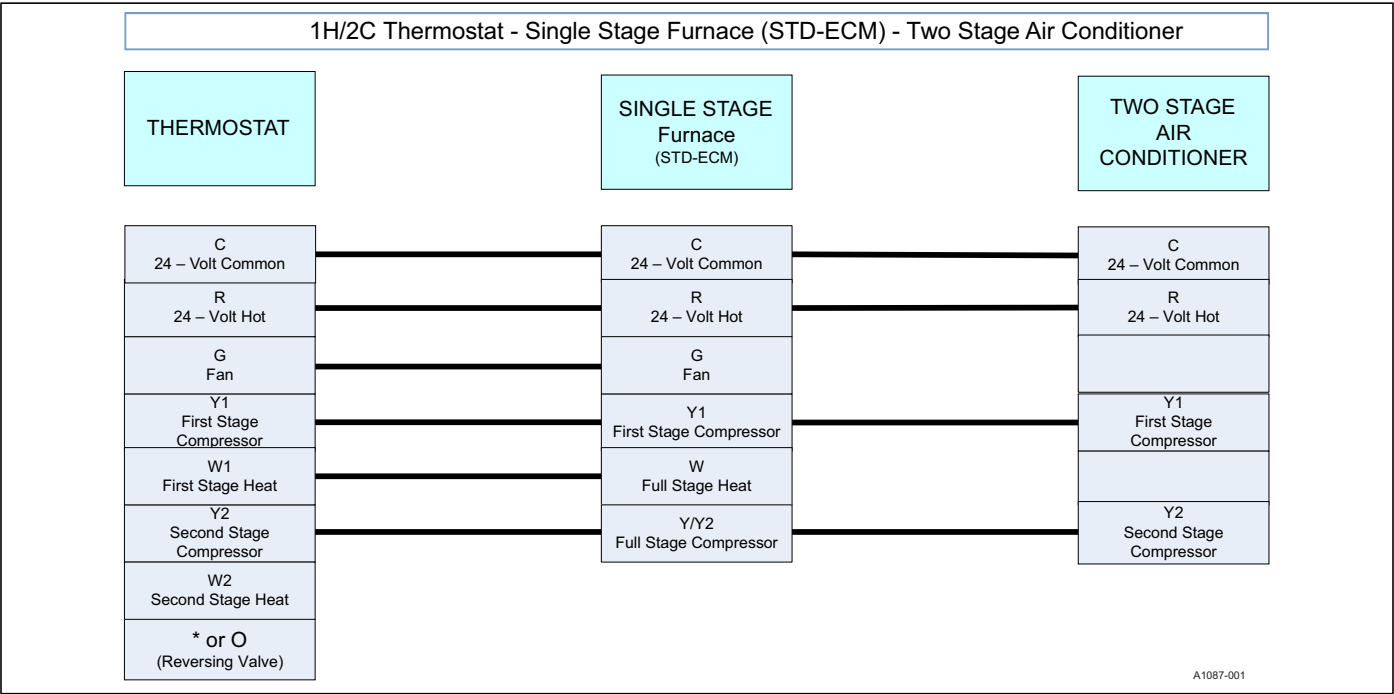 1H/2C Thermostat - Single Stage Furnace (STD-ECM) - Two Stage Air Conditioner
THERMOSTAT
SINGLE STAGE
Furnace
(STD-ECM)
TWO STAGE
AIR
CONDITIONER
C
24 – Volt Common
C
24 – Volt Common
C
24 – Volt Common
R
24 – Volt Hot
R
24 – Volt Hot
R
24 – Volt Hot
G
Fan
G
Fan
Y1
First Stage
Compressor
Y1
First Stage Compressor
Y1
First Stage
Compressor
W1
First Stage Heat
W
Full Stage Heat
Y2
Second Stage
Compressor
Y/Y2
Full Stage Compressor
Y2
Second Stage
Compressor
W2
Second Stage Heat
* or O
(Reversing Valve)
A1087-001